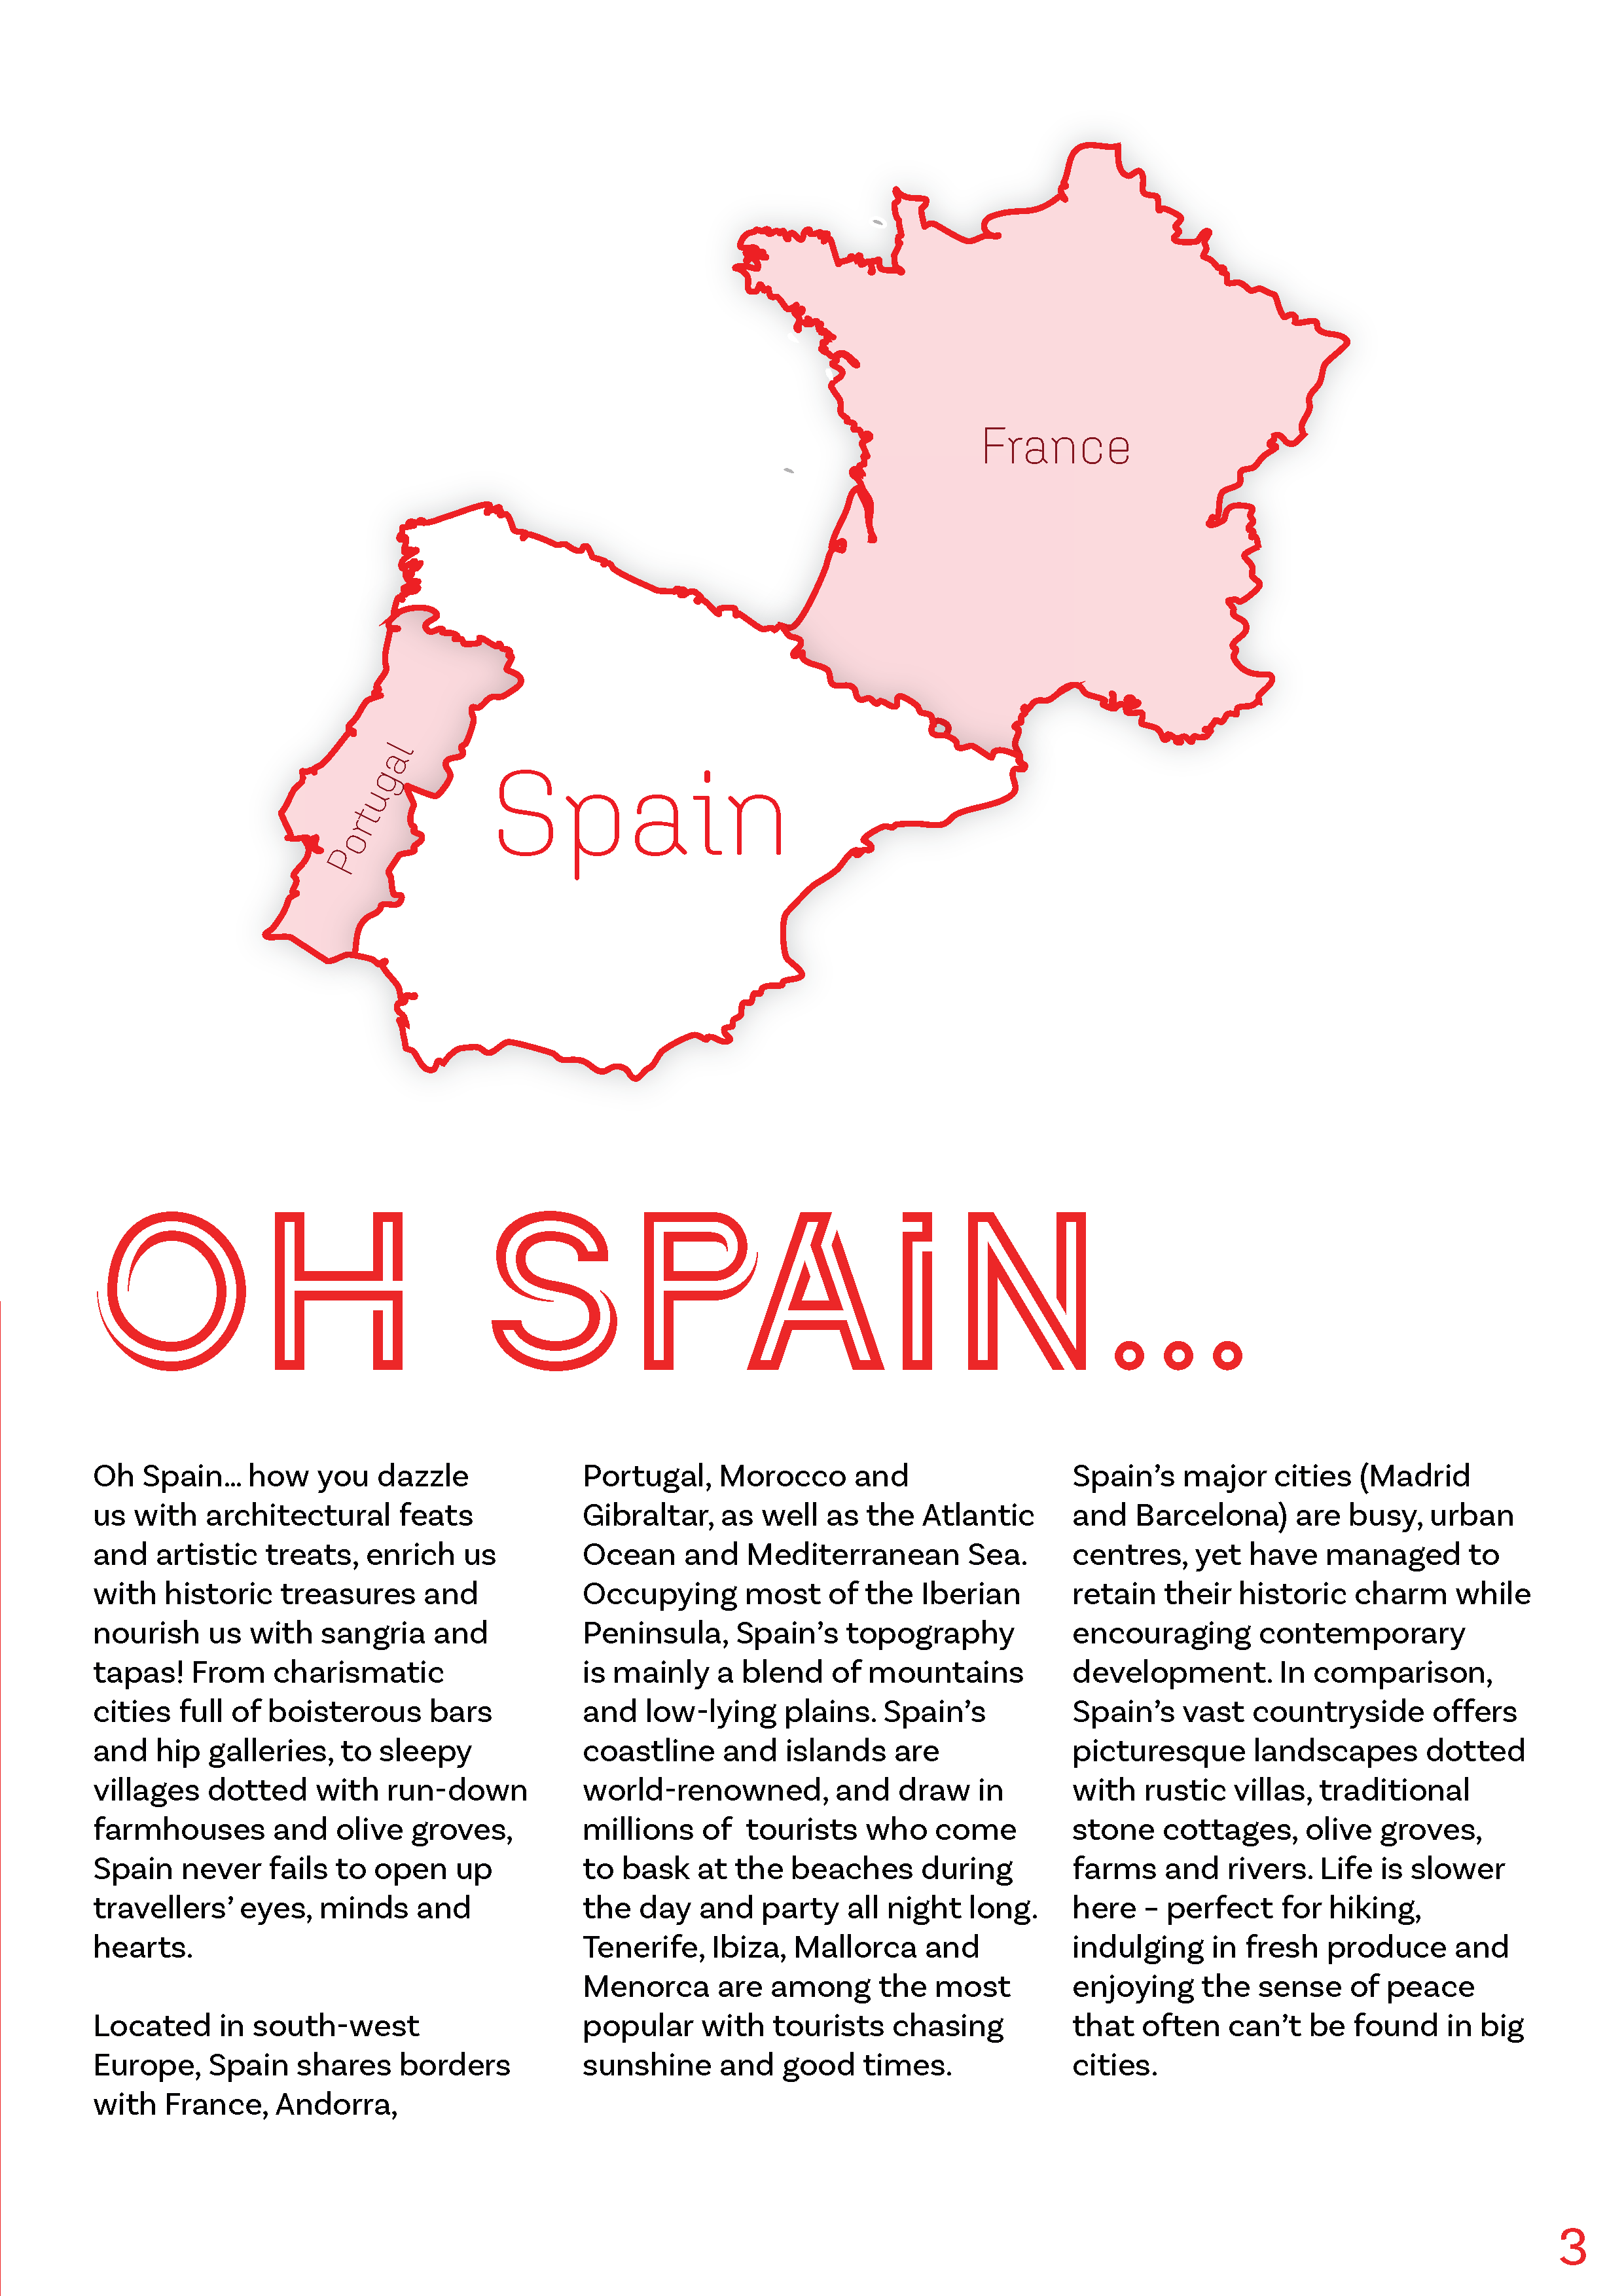 France
Portugal
Spain
OH SPAiN...
Oh Spain... how you dazzle
us with architectural feats
and artistic treats, enrich us
with historic treasures and
nourish us with sangria and
tapas! From charismatic
cities full of boisterous bars
and hip galleries, to sleepy
villages dotted with run-down
farmhouses and olive groves,
Spain never fails to open up
travellers’ eyes, minds and
hearts.
Located in south-west
Europe, Spain shares borders
with France, Andorra,
Portugal, Morocco and
Gibraltar, as well as the Atlantic
Ocean and Mediterranean Sea.
Occupying most of the Iberian
Peninsula, Spain’s topography
is mainly a blend of mountains
and low-lying plains. Spain’s
coastline and islands are
world-renowned, and draw in
millions of  tourists who come
to bask at the beaches during
the day and party all night long.
Tenerife, Ibiza, Mallorca and
Menorca are among the most
popular with tourists chasing
sunshine and good times.
Spain’s major cities (Madrid
and Barcelona) are busy, urban
centres, yet have managed to
retain their historic charm while
encouraging contemporary
development. In comparison,
Spain’s vast countryside offers
picturesque landscapes dotted
with rustic villas, traditional
stone cottages, olive groves,
farms and rivers. Life is slower
here – perfect for hiking,
indulging in fresh produce and
enjoying the sense of peace
that often can’t be found in big
cities.
3